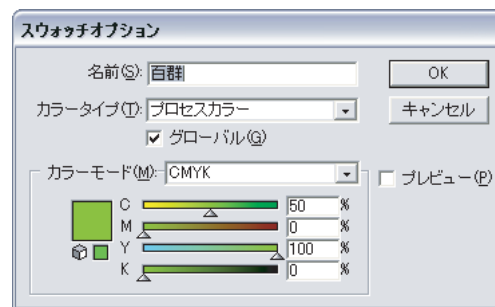 スウォッチオプション
名前(S): 百群
OK
カラータイプ(T): プロセスカラー
キャンセル
グローバル(G)
カラーモード(M): CMYK
プレビュー(P)
C 50 %
M 0 %
Y 100 %
K 0 %